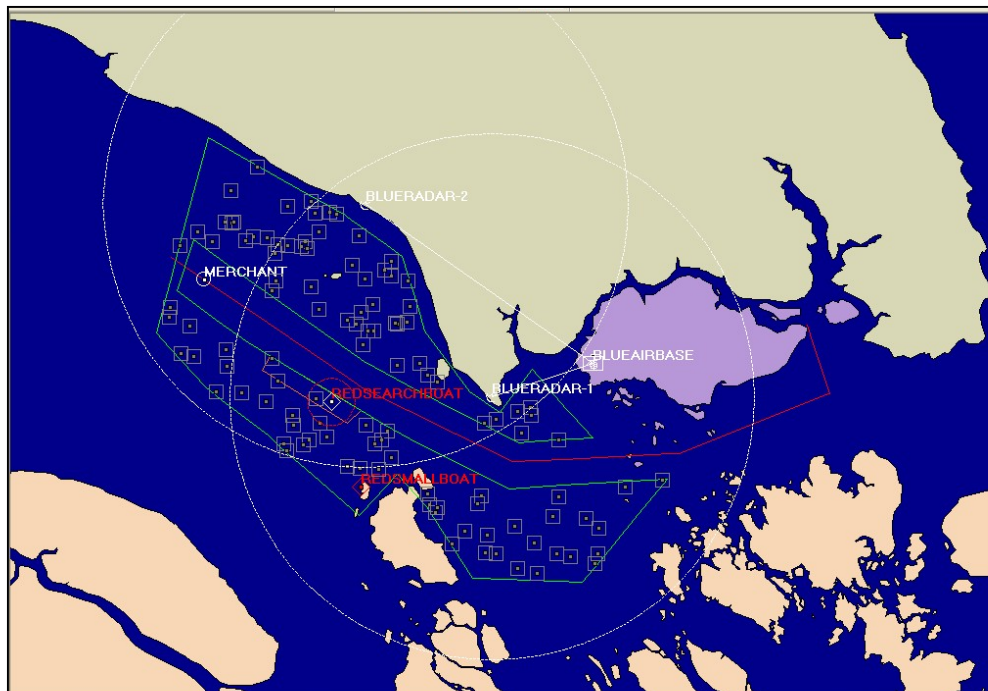 BLUERADAR-2
MERCHANT
BLUEAIRBASE
BLUERADAR-1
REDSEARCHBOAT
REDSMALLBOAT